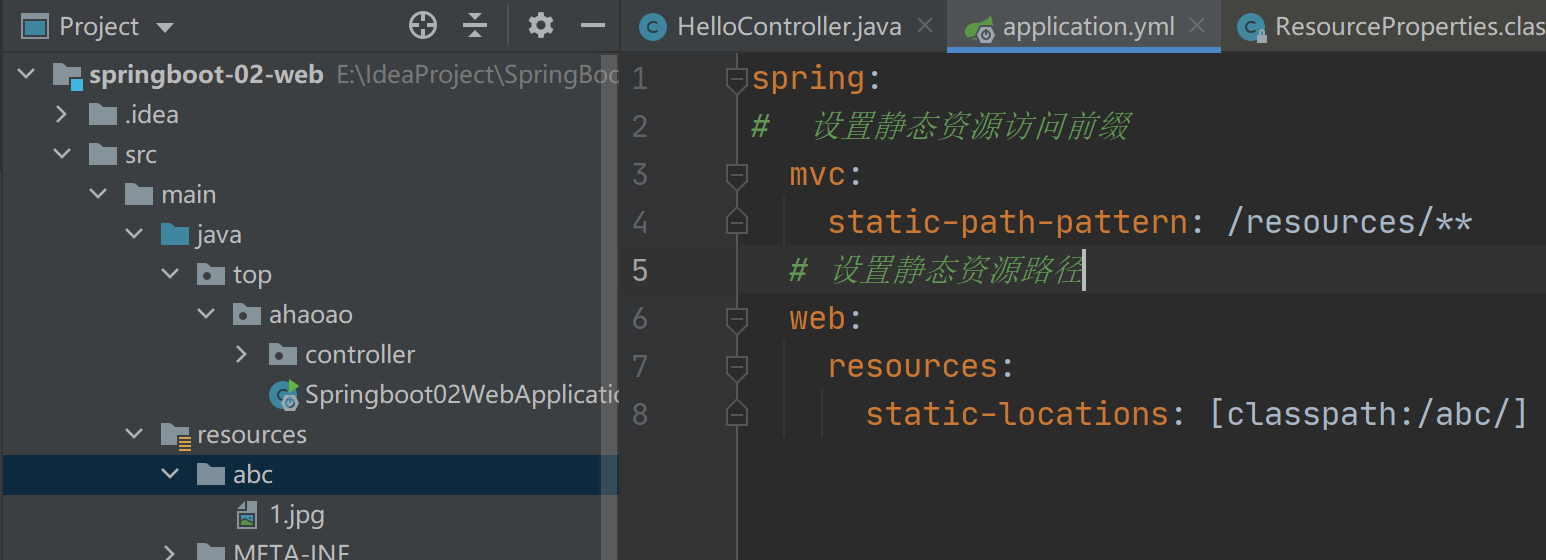 Project
springboot-02-web E:\IdeaProject\SpringBoo
.idea
src
main
java
top
ahaoao
controller
Springboot02WebApplicatio
resources
abc
1.jpg
META-INF
HelloController.java
application.yml
ResourceProperties.clas
1 spring:
2 #  设置静态资源访问前缀
3   mvc:
4     static-path-pattern: /resources/**
5   # 设置静态资源路径
6   web:
7     resources:
8       static-locations: [classpath:/abc/]